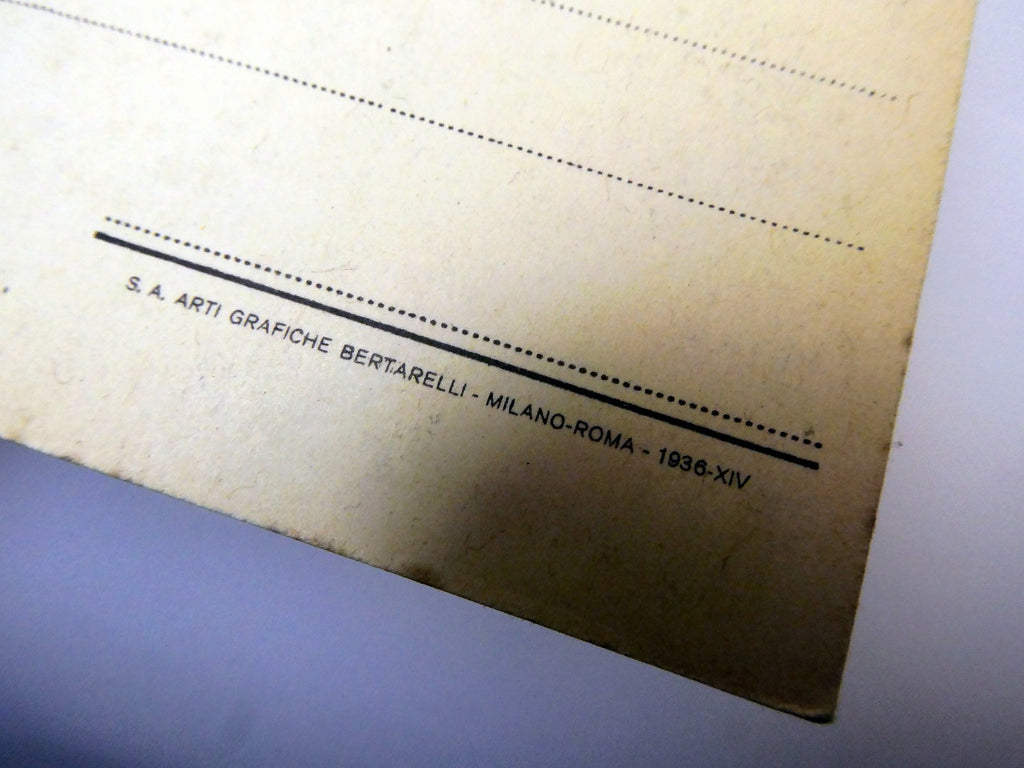 S. A. ARTI GRAFICHE BERTARELLI - MILANO-ROMA - 1936-XIV